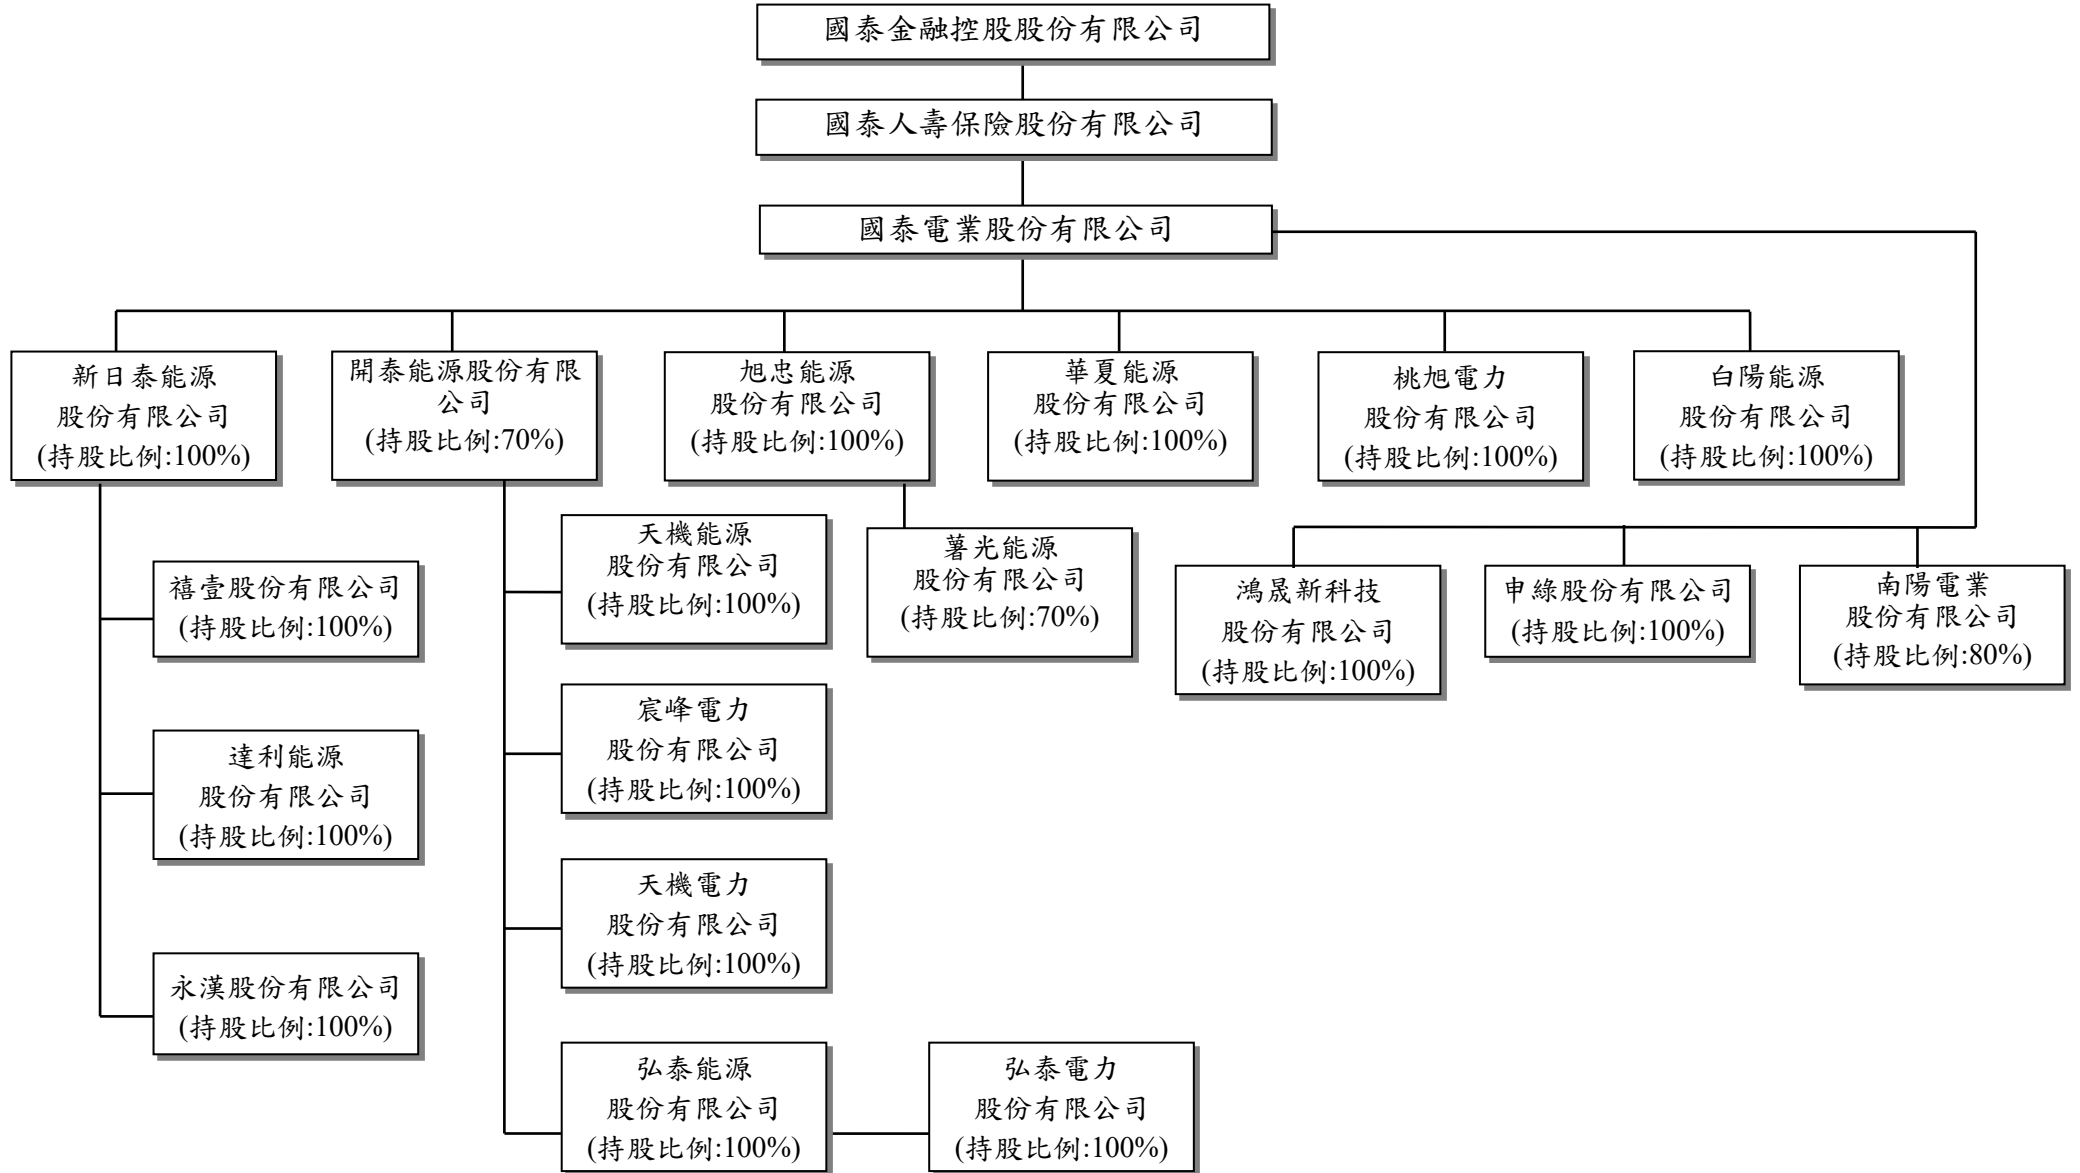 國泰金融控股股份有限公司
國泰人壽保險股份有限公司
國泰電業股份有限公司
新日泰能源
股份有限公司
(持股比例:100%)
開泰能源股份有限
公司
(持股比例:70%)
旭忠能源
股份有限公司
(持股比例:100%)
華夏能源
股份有限公司
(持股比例:100%)
桃旭電力
股份有限公司
(持股比例:100%)
白陽能源
股份有限公司
(持股比例:100%)
禧壹股份有限公司
(持股比例:100%)
達利能源
股份有限公司
(持股比例:100%)
永漢股份有限公司
(持股比例:100%)
天機能源
股份有限公司
(持股比例:100%)
宸峰電力
股份有限公司
(持股比例:100%)
天機電力
股份有限公司
(持股比例:100%)
弘泰能源
股份有限公司
(持股比例:100%)
弘泰電力
股份有限公司
(持股比例:100%)
薯光能源
股份有限公司
(持股比例:70%)
鴻晟新科技
股份有限公司
(持股比例:100%)
申綠股份有限公司
(持股比例:100%)
南陽電業
股份有限公司
(持股比例:80%)